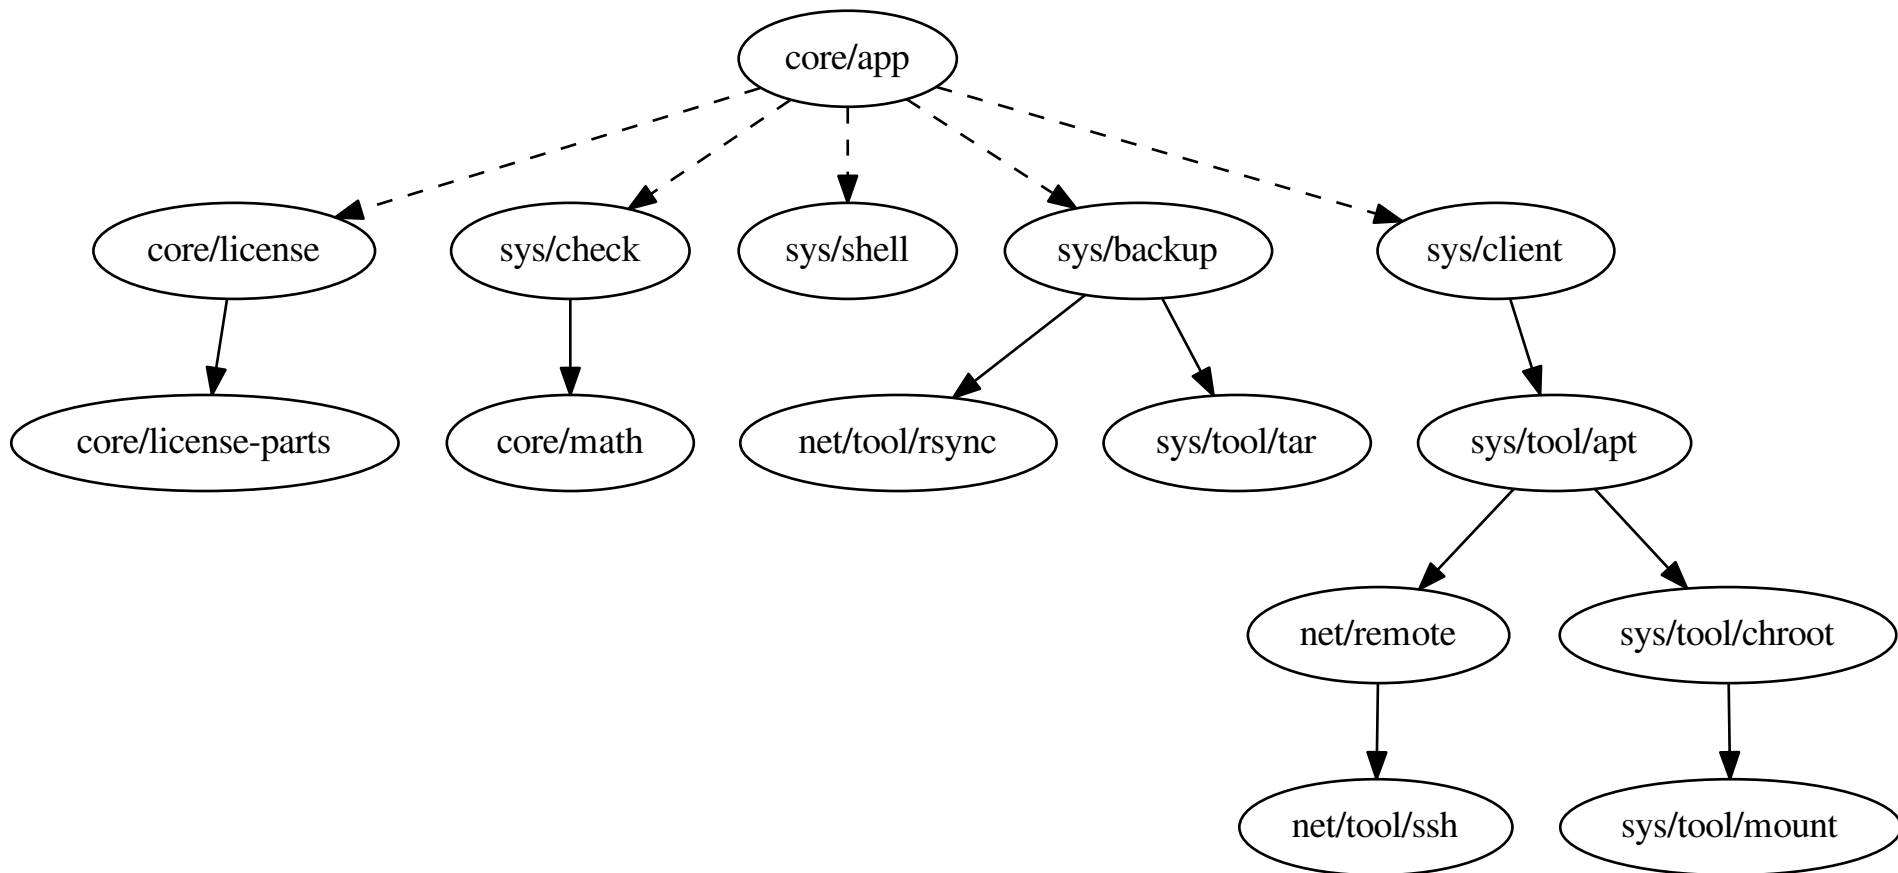 core/app
core/license
sys/check
sys/shell
sys/backup
sys/client
core/license-parts
core/math
net/tool/rsync
sys/tool/tar
sys/tool/apt
net/remote
sys/tool/chroot
net/tool/ssh
sys/tool/mount